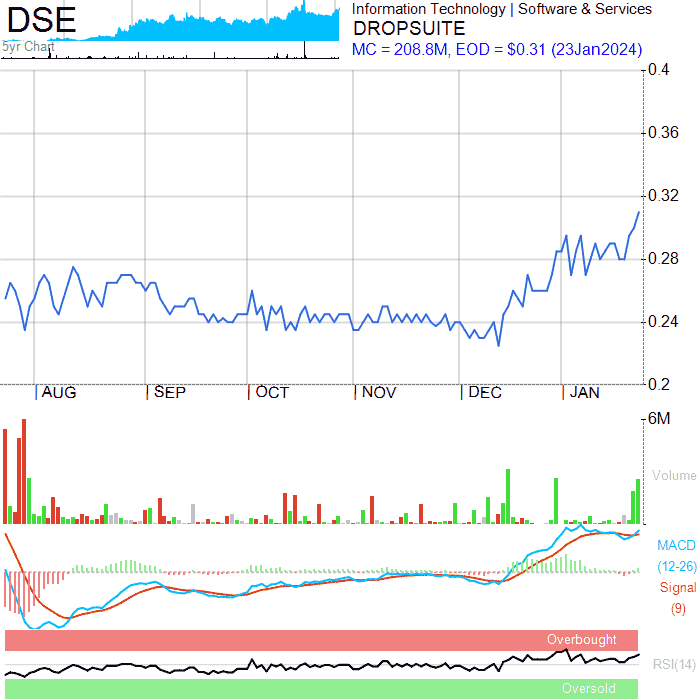 DSE
5yr Chart
Information Technology | Software & Services
DROPSUITE
MC = 208.8M, EOD = $0.31 (23Jan2024)
0.4
0.36
0.32
0.28
0.24
0.2
AUG SEP OCT NOV DEC JAN
6M
Volume
MACD
(12-26)
Signal
(9)
Overbought
RSI(14)
Oversold